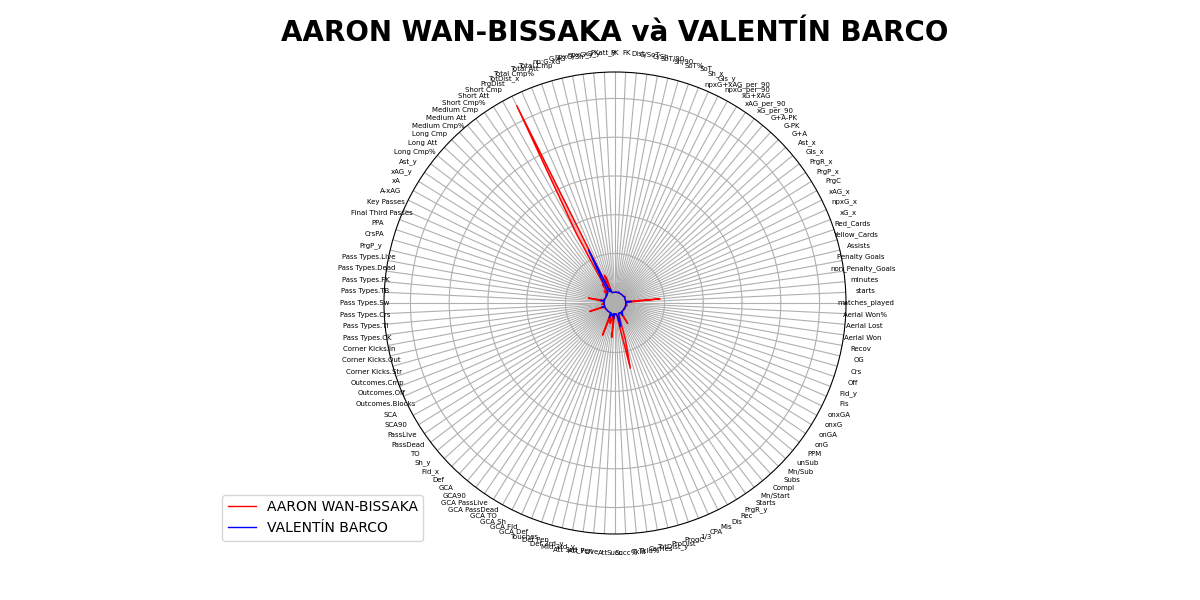 AARON WAN-BISSAKA và VALENTÍN BARCO
FK
SoT%
SoT
Sh_x
Gls_y
npxG+xAG_per_90
npxG_per_90
xG+xAG
xAG_per_90
xG_per_90
G+A-PK
G-PK
G+A
Ast_x
Gls_x
PrgR_x
PrgP_x
PrgC
xAG_x
npxG_x
xG_x
Red_Cards
Yellow_Cards
Assists
Penalty Goals
non_Penalty_Goals
minutes
starts
matches_played
Total Cmp
Total Att
Total Cmp%
TotDist_x
PrgDist
Short Cmp
Short Att
Short Cmp%
Medium Cmp
Medium Att
Medium Cmp%
Long Cmp
Long Att
Long Cmp%
Ast_y
xAG_y
xA
A-xAG
Key Passes
Final Third Passes
PPA
CrsPA
PrgP_y
Pass Types.Live
Pass Types.Dead
Pass Types.FK
Pass Types.TB
Pass Types.Sw
Pass Types.Crs
Pass Types.TI
Pass Types.CK
Corner Kicks.In
Corner Kicks.Out
Corner Kicks.Str
Outcomes.Cmp
Outcomes.Off
Outcomes.Blocks
SCA
SCA90
PassLive
PassDead
TO
Sh_y
Fld_x
Def
GCA
GCA90
GCA PassLive
GCA PassDead
GCA TO
GCA Sh
GCA Fld
GCA Def
Touches
Def Pen
Aerial Won%
Aerial Lost
Aerial Won
Recov
OG
Crs
Off
Fld_y
Fls
onxGA
onxG
onGA
onG
PPM
unSub
Mn/Sub
Subs
Compl
Mn/Start
Starts
PrgR_y
Rec
Dis
Mis
CPA
1/3
ProgC
ProDist
TotDist_y
AARON WAN-BISSAKA
VALENTÍN BARCO